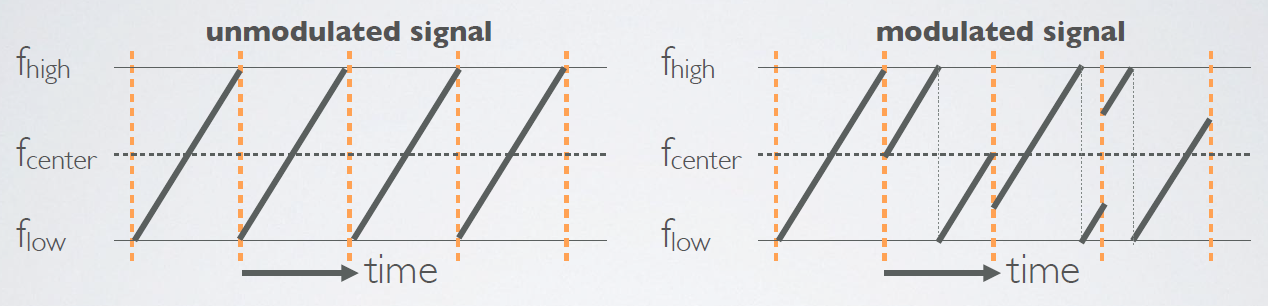 unmodulated signal
fhigh
fcenter
flow
time
modulated signal
fhigh
fcenter
flow
time